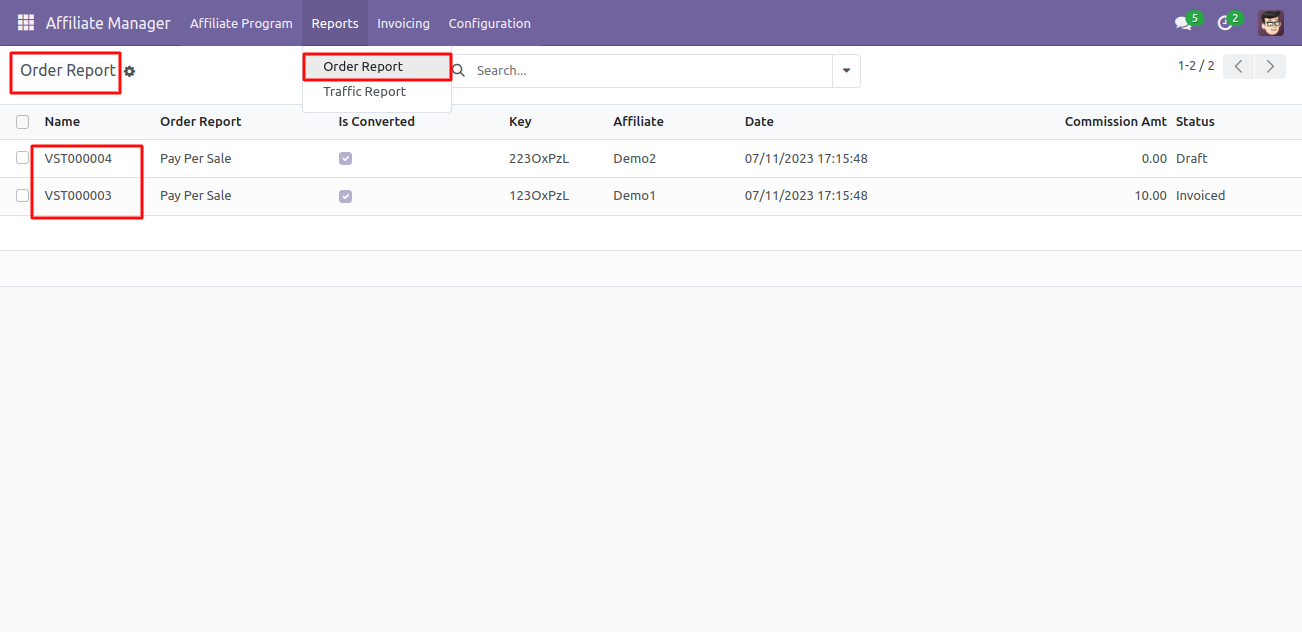 Affiliate Manager Affiliate Program Reports Invoicing Configuration 5 2
Order Report Order Report Search... 1-2 / 2
Traffic Report
Name Order Report Is Converted Key Affiliate Date Commission Amt Status
VST000004 Pay Per Sale 223OxPzL Demo2 07/11/2023 17:15:48 0.00 Draft
VST000003 Pay Per Sale 123OxPzL Demo1 07/11/2023 17:15:48 10.00 Invoiced